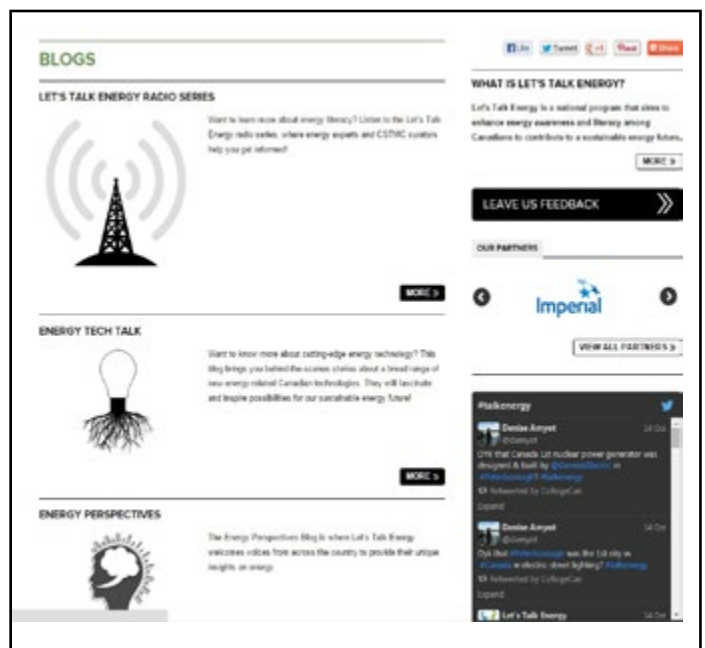 BLOGS
LET'S TALK ENERGY RADIO SERIES
Want to learn more about energy literacy? Listen to the Let's Talk
Energy radio series, where energy experts and CSTMC curators
help you get informed!
MORE »
ENERGY TECH TALK
Want to know more about cutting-edge energy technology? This
blog brings you behind-the-scenes stories about a broad range of
new energy related Canadian technologies. They will fascinate
and inspire possibilities for our sustainable energy future!
MORE »
ENERGY PERSPECTIVES
The Energy Perspectives Blog is where Let's Talk Energy
welcomes voices from across the country to provide their unique
insights on energy
Like Tweet +1 Pin it Share
WHAT IS LET'S TALK ENERGY?
Let's Talk Energy is a national program that aims to
enhance energy awareness and literacy among
Canadians to contribute to a sustainable energy future...
MORE »
LEAVE US FEEDBACK
OUR PARTNERS
Imperial
VIEW ALL PARTNERS »
#talkenergy
Denise Amyot 14 Oct
@damyot
DYK that Canada 1st nuclear power generator was
designed & built by @GeneralElectric in
#Peterborough? #talkenergy
Retweeted by CollegeCan
Expand
Denise Amyot 14 Oct
@damyot
Dyk that #Peterborough was the 1st city in
#Canada w electric street lighting? #talkenergy
Retweeted by CollegeCan
Expand
Let's Talk Energy 14 Oct